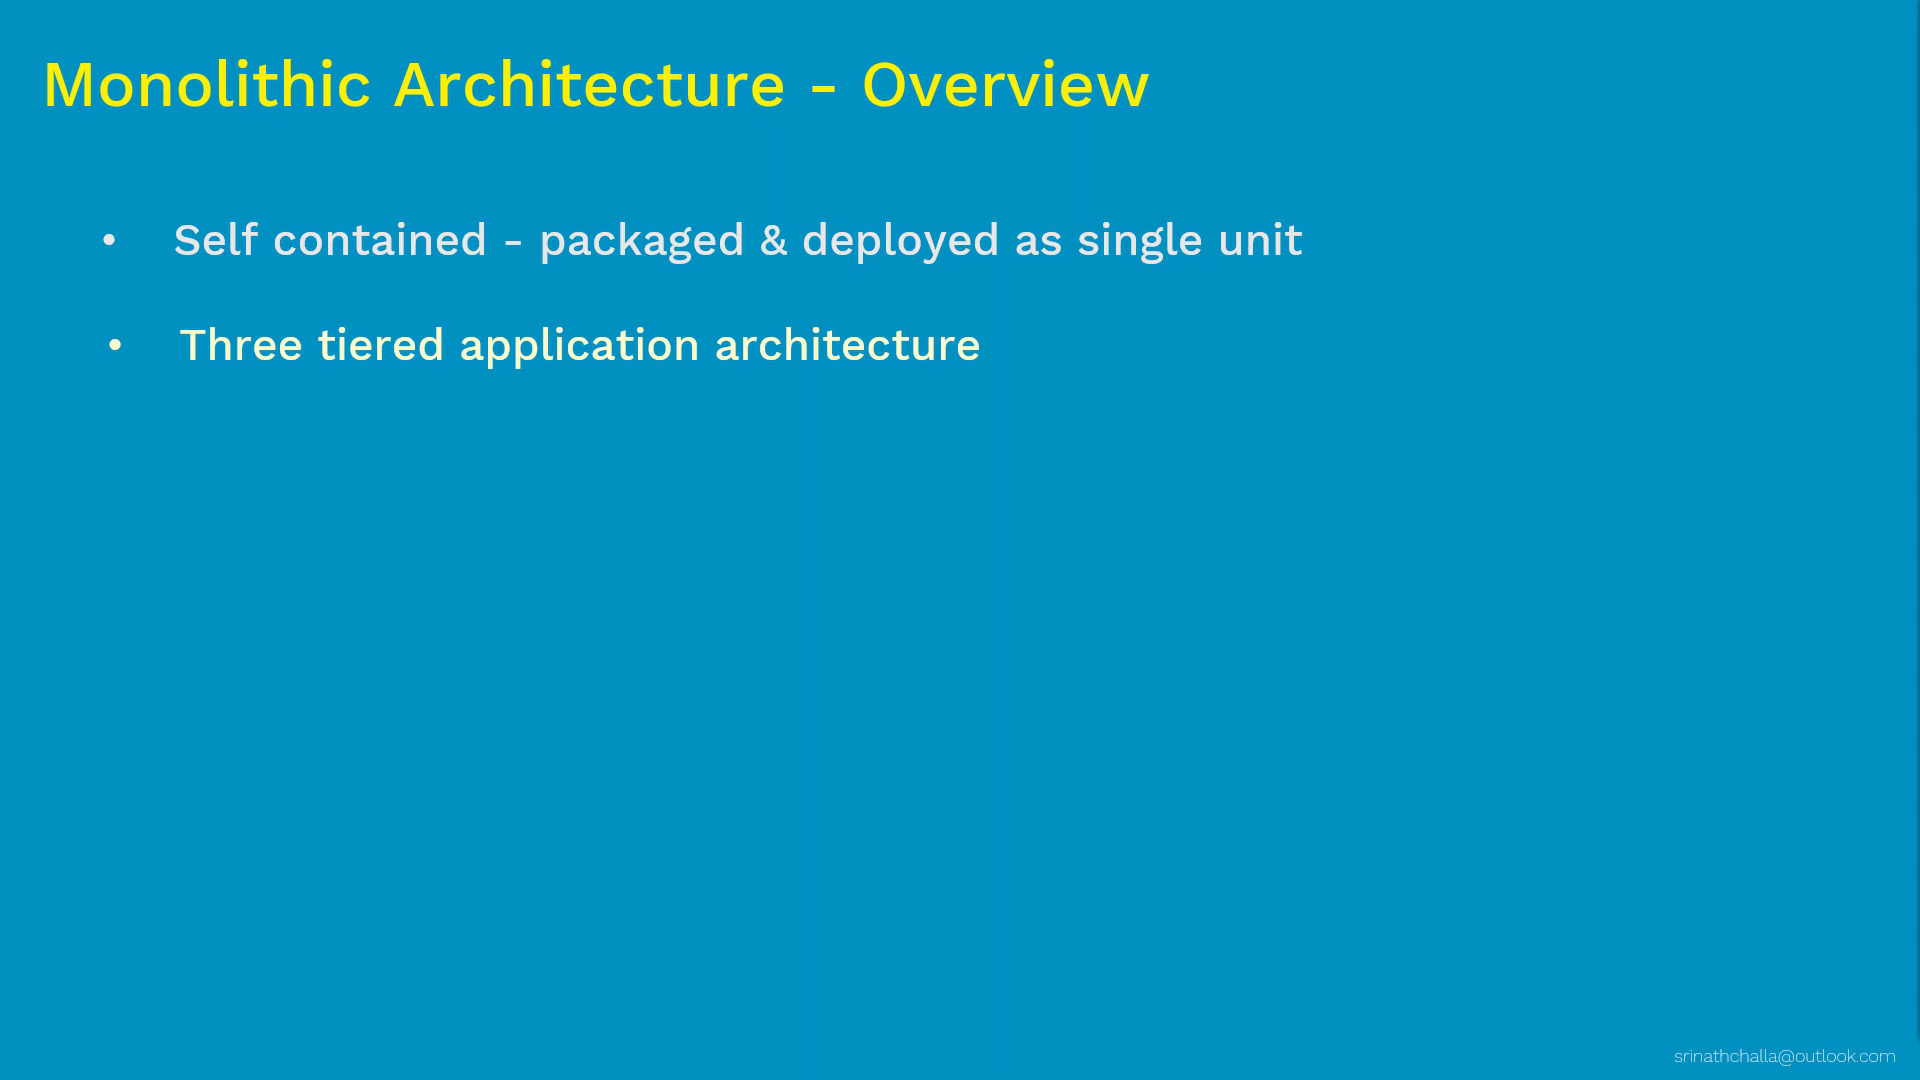 Monolithic Architecture - Overview
• Self contained - packaged & deployed as single unit
• Three tiered application architecture
srinathchalla@outlook.com